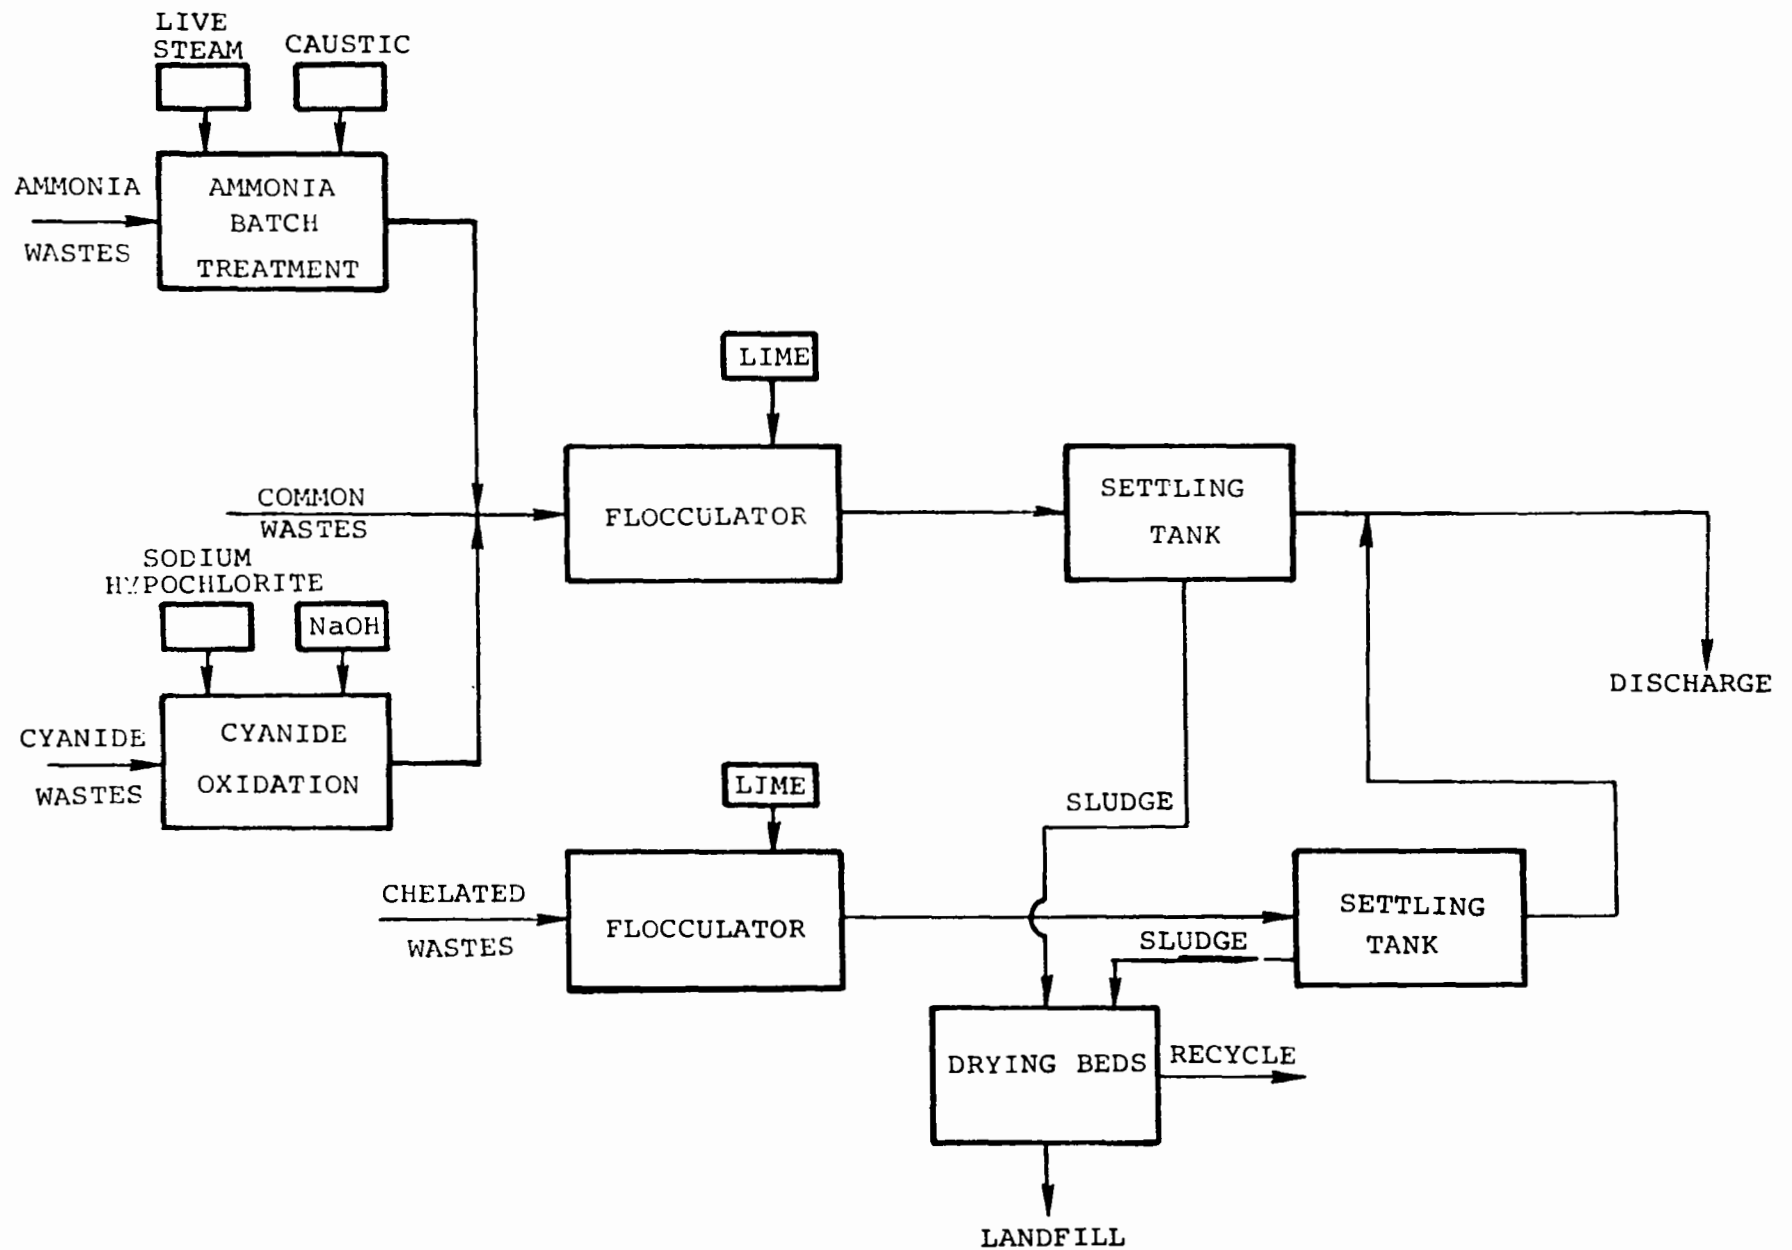 LIVE
STEAM
CAUSTIC
AMMONIA
WASTES
AMMONIA
BATCH
TREATMENT
LIME
COMMON
WASTES
FLOCCULATOR
SETTLING
TANK
SODIUM
HYPOCHLORITE
NaOH
DISCHARGE
CYANIDE
WASTES
CYANIDE
OXIDATION
LIME
SLUDGE
CHELATED
WASTES
FLOCCULATOR
SETTLING
TANK
SLUDGE
DRYING BEDS
RECYCLE
LANDFILL